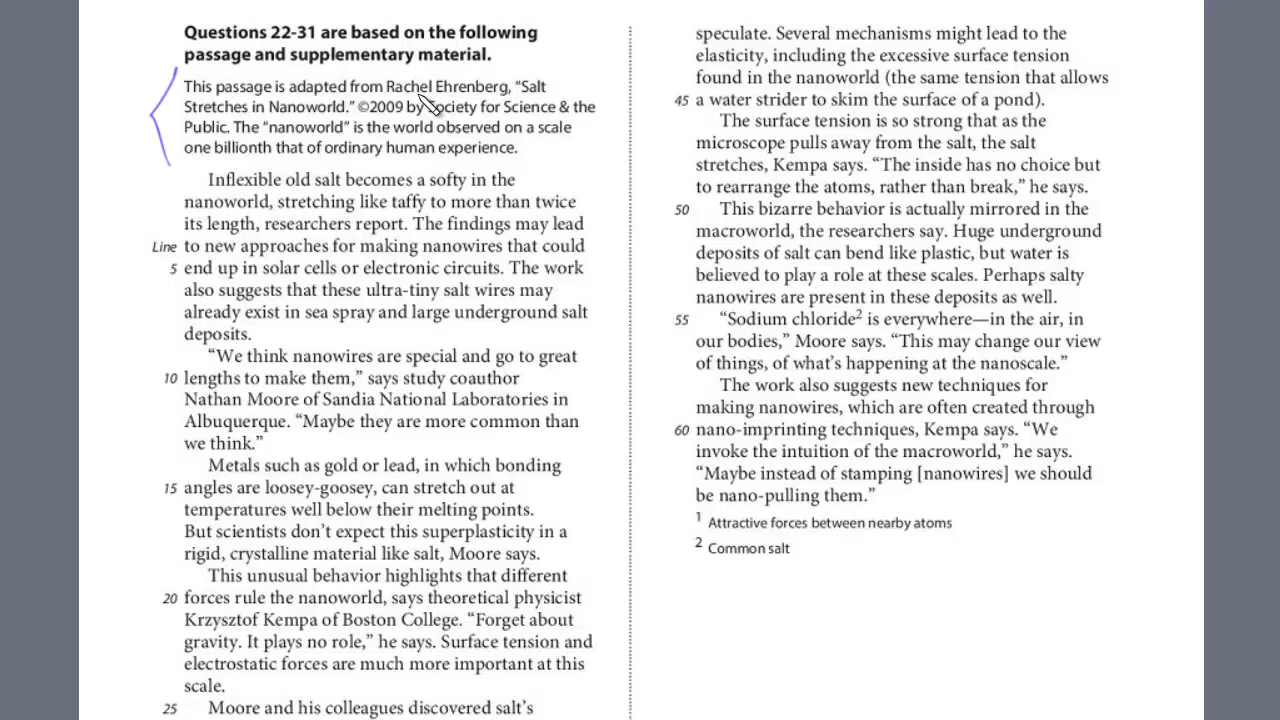 Questions 22-31 are based on the following
passage and supplementary material.
This passage is adapted from Rachel Ehrenberg, “Salt
Stretches in Nanoworld.” ©2009 by Society for Science & the
Public. The “nanoworld” is the world observed on a scale
one billionth that of ordinary human experience.
Inflexible old salt becomes a softy in the
nanoworld, stretching like taffy to more than twice
its length, researchers report. The findings may lead
Line to new approaches for making nanowires that could
5 end up in solar cells or electronic circuits. The work
also suggests that these ultra-tiny salt wires may
already exist in sea spray and large underground salt
deposits.
“We think nanowires are special and go to great
10 lengths to make them,” says study coauthor
Nathan Moore of Sandia National Laboratories in
Albuquerque. “Maybe they are more common than
we think.”
Metals such as gold or lead, in which bonding
15 angles are loosey-goosey, can stretch out at
temperatures well below their melting points.
But scientists don’t expect this superplasticity in a
rigid, crystalline material like salt, Moore says.
This unusual behavior highlights that different
20 forces rule the nanoworld, says theoretical physicist
Krzysztof Kempa of Boston College. “Forget about
gravity. It plays no role,” he says. Surface tension and
electrostatic forces are much more important at this
scale.
25 Moore and his colleagues discovered salt’s
speculate. Several mechanisms might lead to the
elasticity, including the excessive surface tension
found in the nanoworld (the same tension that allows
45 a water strider to skim the surface of a pond).
The surface tension is so strong that as the
microscope pulls away from the salt, the salt
stretches, Kempa says. “The inside has no choice but
to rearrange the atoms, rather than break,” he says.
50 This bizarre behavior is actually mirrored in the
macroworld, the researchers say. Huge underground
deposits of salt can bend like plastic, but water is
believed to play a role at these scales. Perhaps salty
nanowires are present in these deposits as well.
55 “Sodium chloride2 is everywhere—in the air, in
our bodies,” Moore says. “This may change our view
of things, of what’s happening at the nanoscale.”
The work also suggests new techniques for
making nanowires, which are often created through
60 nano-imprinting techniques, Kempa says. “We
invoke the intuition of the macroworld,” he says.
“Maybe instead of stamping [nanowires] we should
be nano-pulling them.”
1 Attractive forces between nearby atoms
2 Common salt